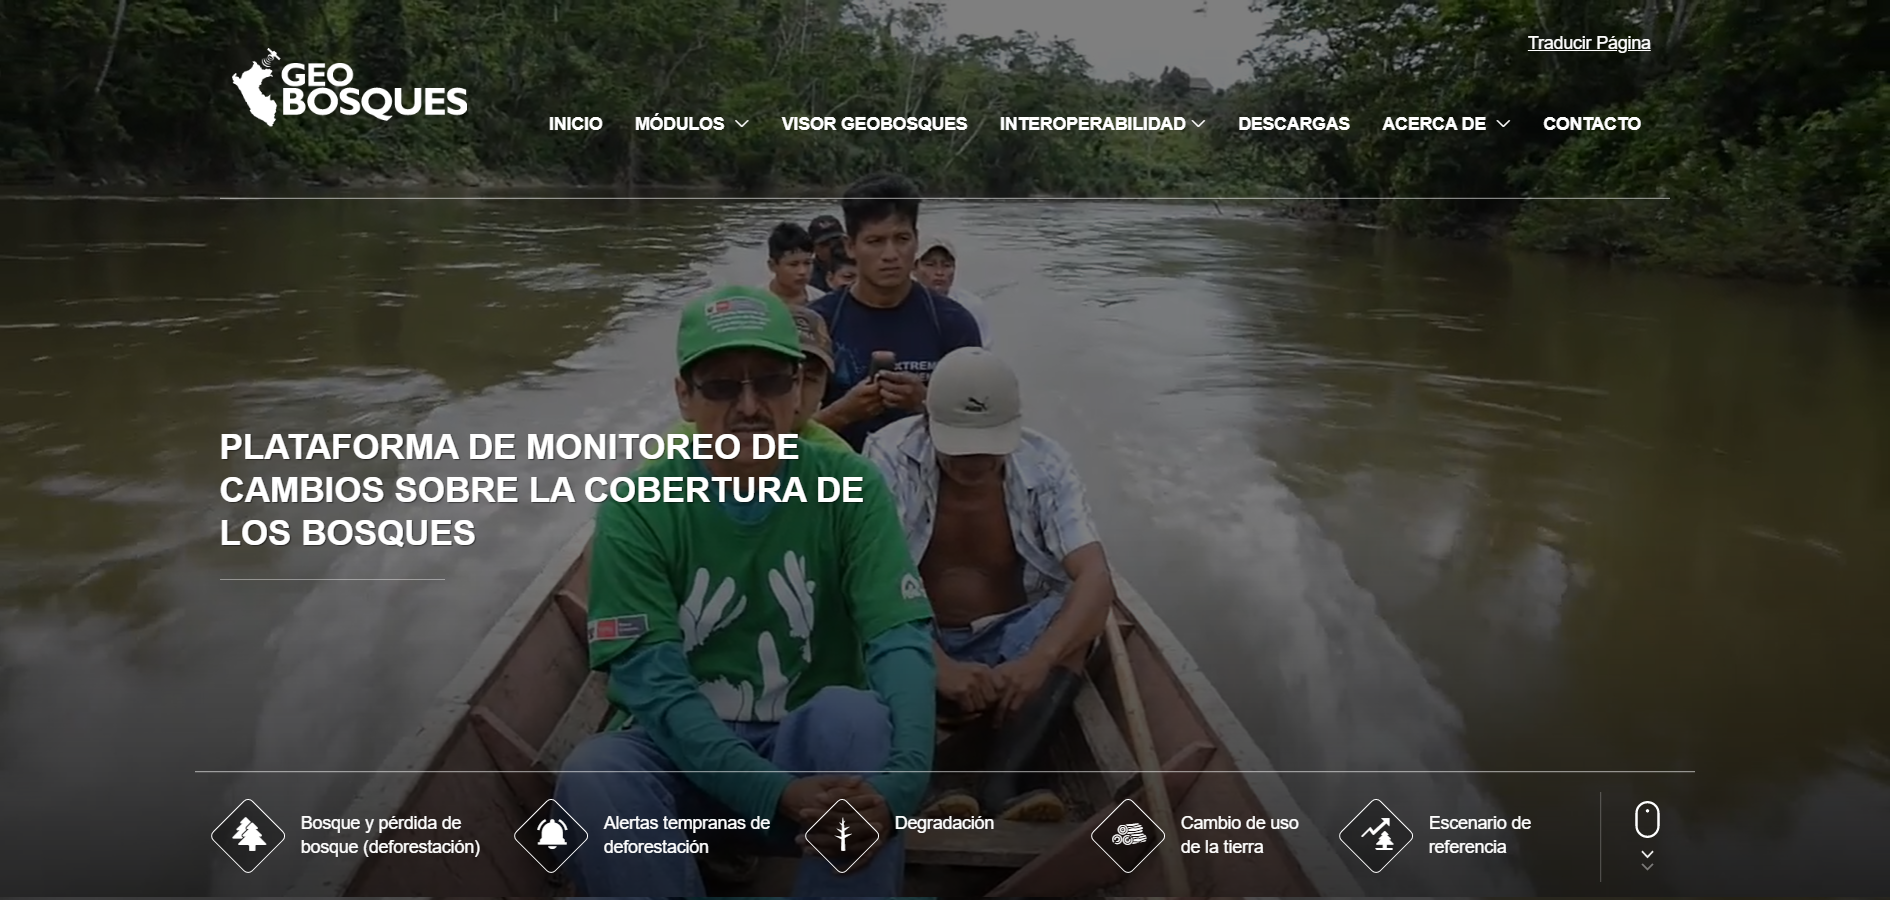 Traducir Página
GEO
BOSQUES
INICIO
MÓDULOS
VISOR GEOBOSQUES
INTEROPERABILIDAD
DESCARGAS
ACERCA DE
CONTACTO
XTREM
PLATAFORMA DE MONITOREO DE
CAMBIOS SOBRE LA COBERTURA DE
LOS BOSQUES
Bosque y pérdida de
bosque (deforestación)
Alertas tempranas de
deforestación
Degradación
Cambio de uso
de la tierra
Escenario de
referencia